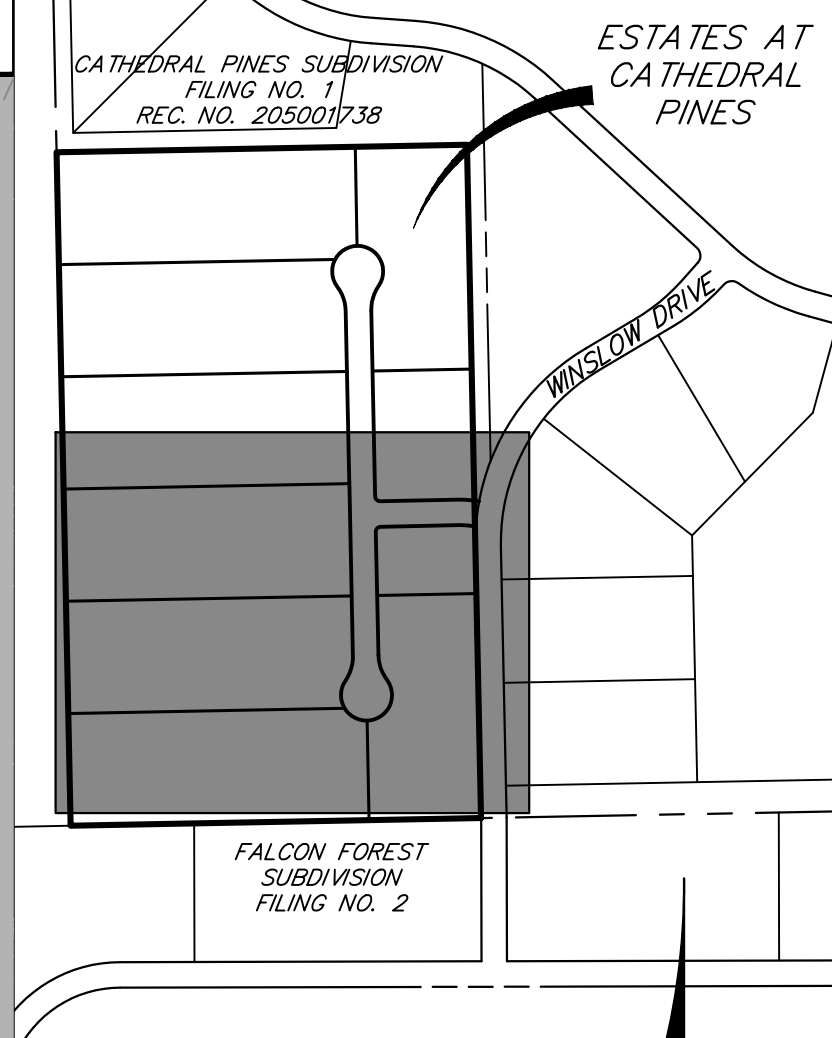 ESTATES AT
CATHEDRAL
PINES
CATHEDRAL PINES SUBDIVISION
FILING NO. 1
REC. NO. 205001738
WINSLOW DRIVE
FALCON FOREST
SUBDIVISION
FILING NO. 2